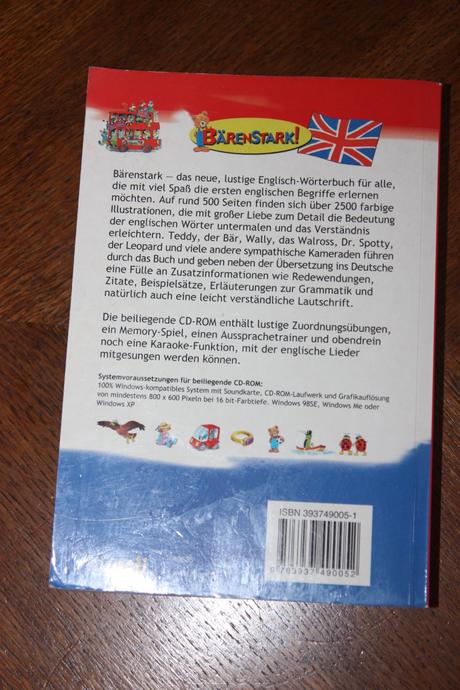 BÄRENSTARK!
Bärenstark — das neue, lustige Englisch-Wörterbuch für alle,
die mit viel Spaß die ersten englischen Begriffe erlernen
möchten. Auf rund 500 Seiten finden sich über 2500 farbige
Illustrationen, die mit großer Liebe zum Detail die Bedeutung
der englischen Wörter untermalen und das Verständnis
erleichtern. Teddy, der Bär, Wally, das Walross, Dr. Spotty,
der Leopard und viele andere sympathische Kameraden führen
durch das Buch und geben neben der Übersetzung ins Deutsche
eine Fülle an Zusatzinformationen wie Redewendungen,
Zitate, Beispielsätze, Erläuterungen zur Grammatik und
natürlich auch eine leicht verständliche Lautschrift.
Die beiliegende CD-ROM enthält lustige Zuordnungsübungen,
ein Memory-Spiel, einen Aussprachetrainer und obendrein
noch eine Karaoke-Funktion, mit der englische Lieder
mitgesungen werden können.
Systemvoraussetzungen für beiliegende CD-ROM:
100% Windows-kompatibles System mit Soundkarte, CD-ROM-Laufwerk und Grafikauflösung
von mindestens 800 x 600 Pixeln bei 16 bit-Farbtiefe. Windows 98SE, Windows Me oder
Windows XP
ISBN 393749005-1
9 783937 490052